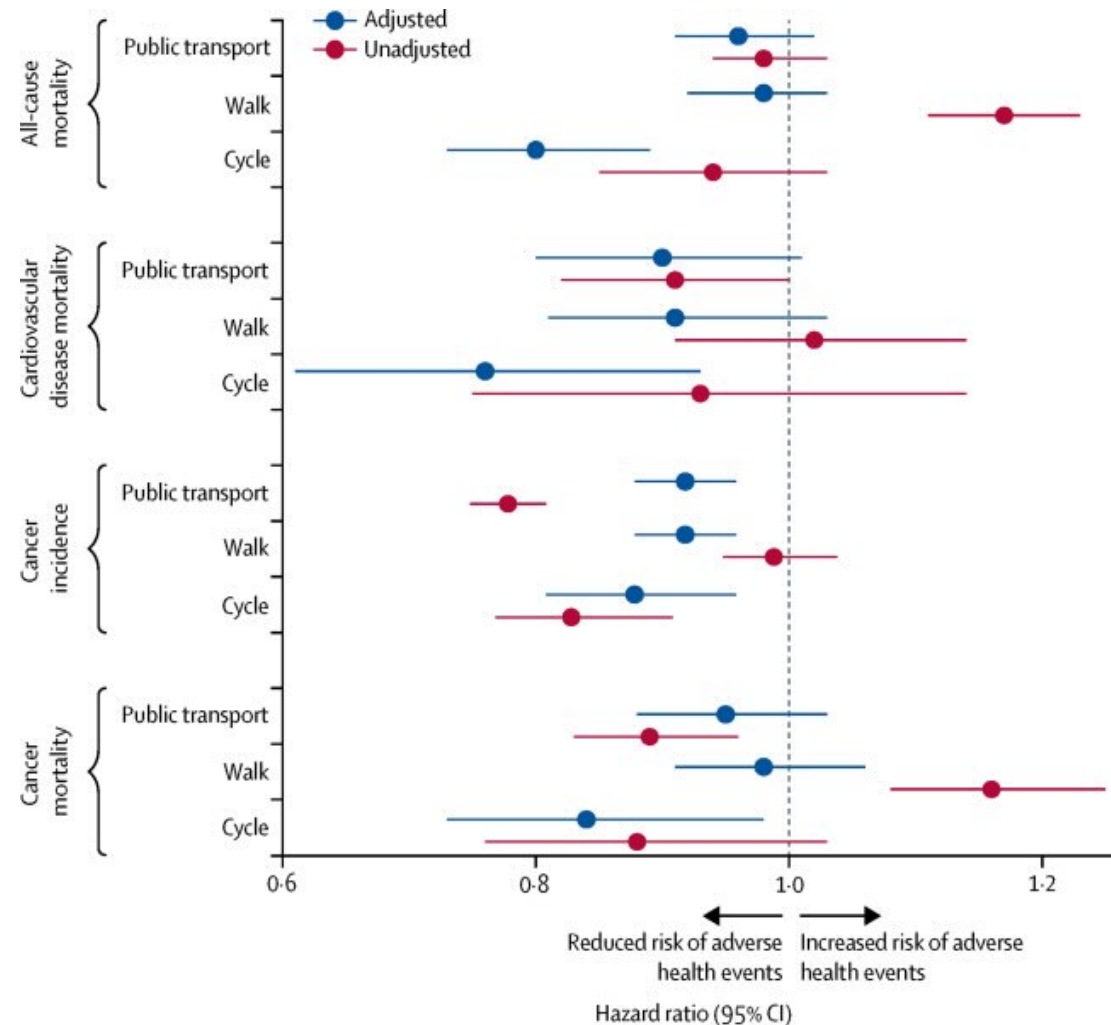 Adjusted
Unadjusted
All-cause
mortality
Public transport
Walk
Cycle
Cardiovascular
disease mortality
Public transport
Walk
Cycle
Cancer
incidence
Public transport
Walk
Cycle
Cancer
mortality
Public transport
Walk
Cycle
0·6
0·8
1·0
1·2
Reduced risk of adverse
health events
Increased risk of adverse
health events
Hazard ratio (95% CI)